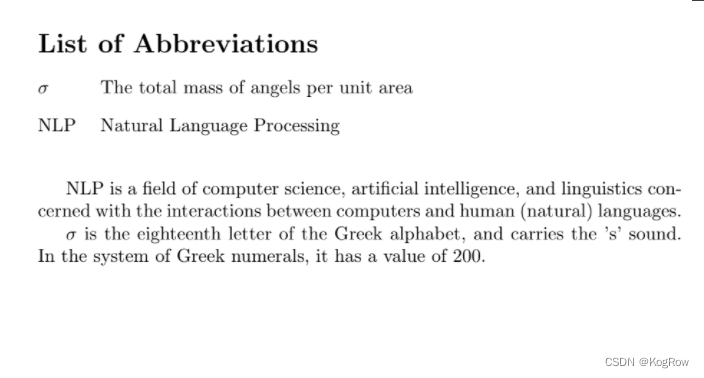 List of Abbreviations
σ The total mass of angels per unit area
NLP Natural Language Processing
NLP is a field of computer science, artificial intelligence, and linguistics con-
cerned with the interactions between computers and human (natural) languages.
σ is the eighteenth letter of the Greek alphabet, and carries the 's' sound.
In the system of Greek numerals, it has a value of 200.
CSDN @KogRow